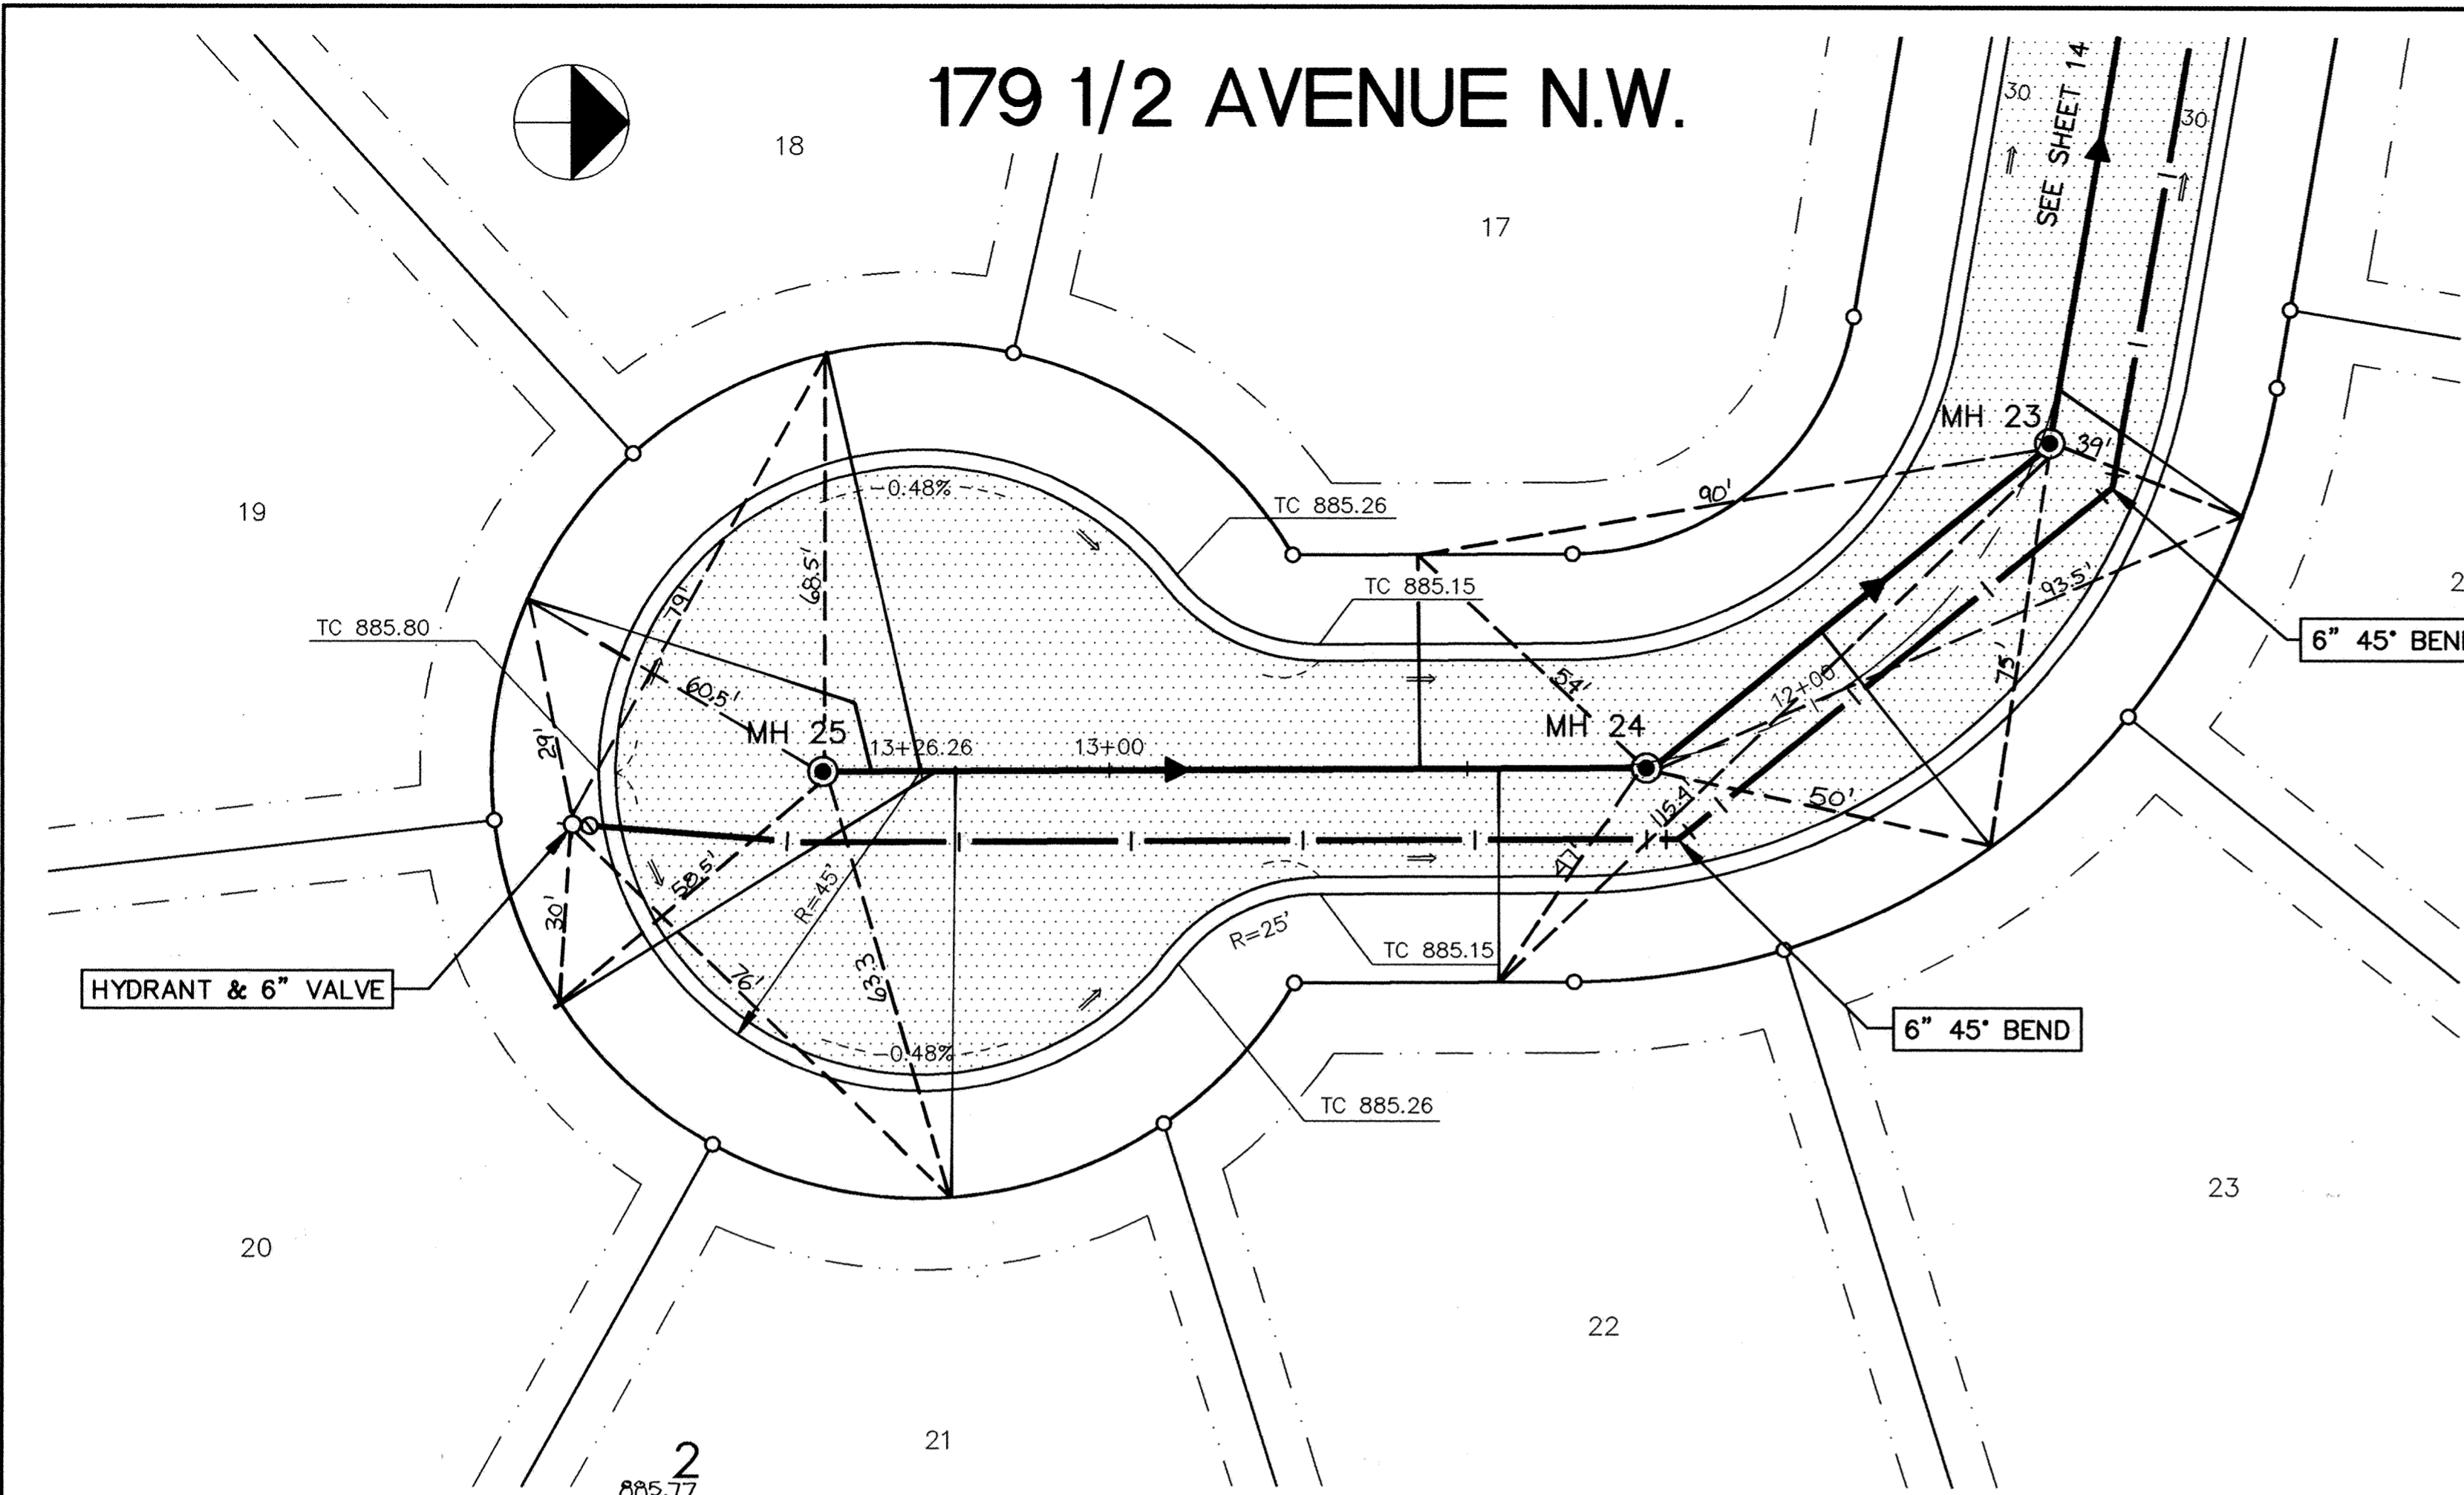 179 1/2 AVENUE N.W.
SEE SHEET 14
30
30
18
17
MH 23
39'
-0.48%
TC 885.26
90'
19
68.5'
79'
TC 885.15
93.5'
TC 885.80
6" 45° BEN
60.5'
54'
75'
12+00
MH 25
MH 24
29'
13+26.26
13+00
50'
115.4
47'
58.5'
R=45'
30'
R=25'
TC 885.15
76'
63.3
HYDRANT & 6" VALVE
6" 45° BEND
-0.48%
TC 885.26
23
20
22
21
2
885.77